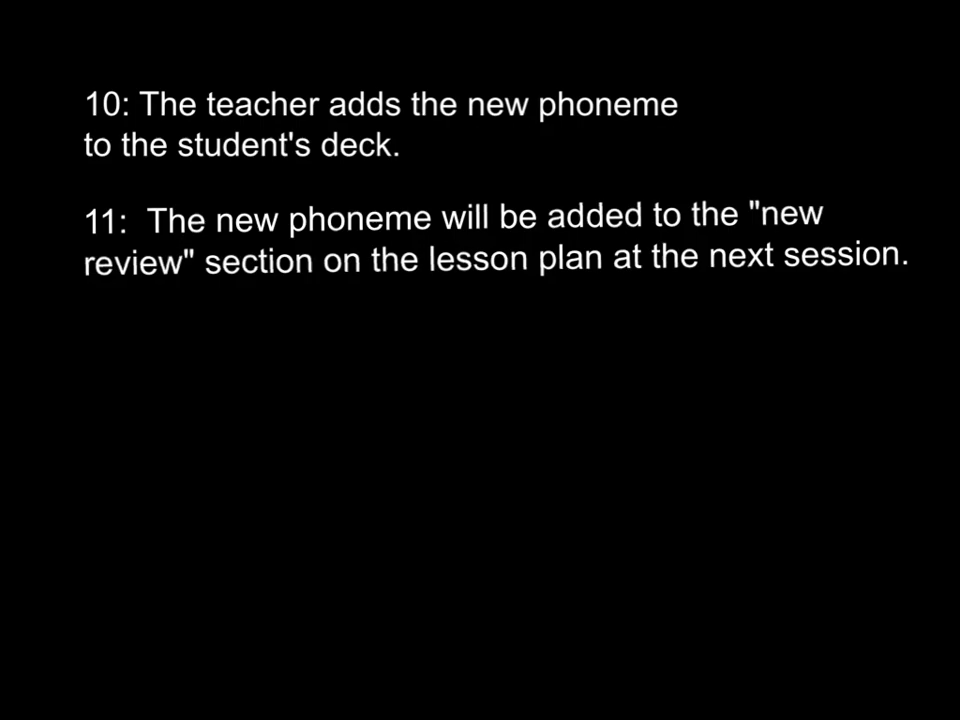 10: The teacher adds the new phoneme
to the student's deck.
11: The new phoneme will be added to the "new
review" section on the lesson plan at the next session.